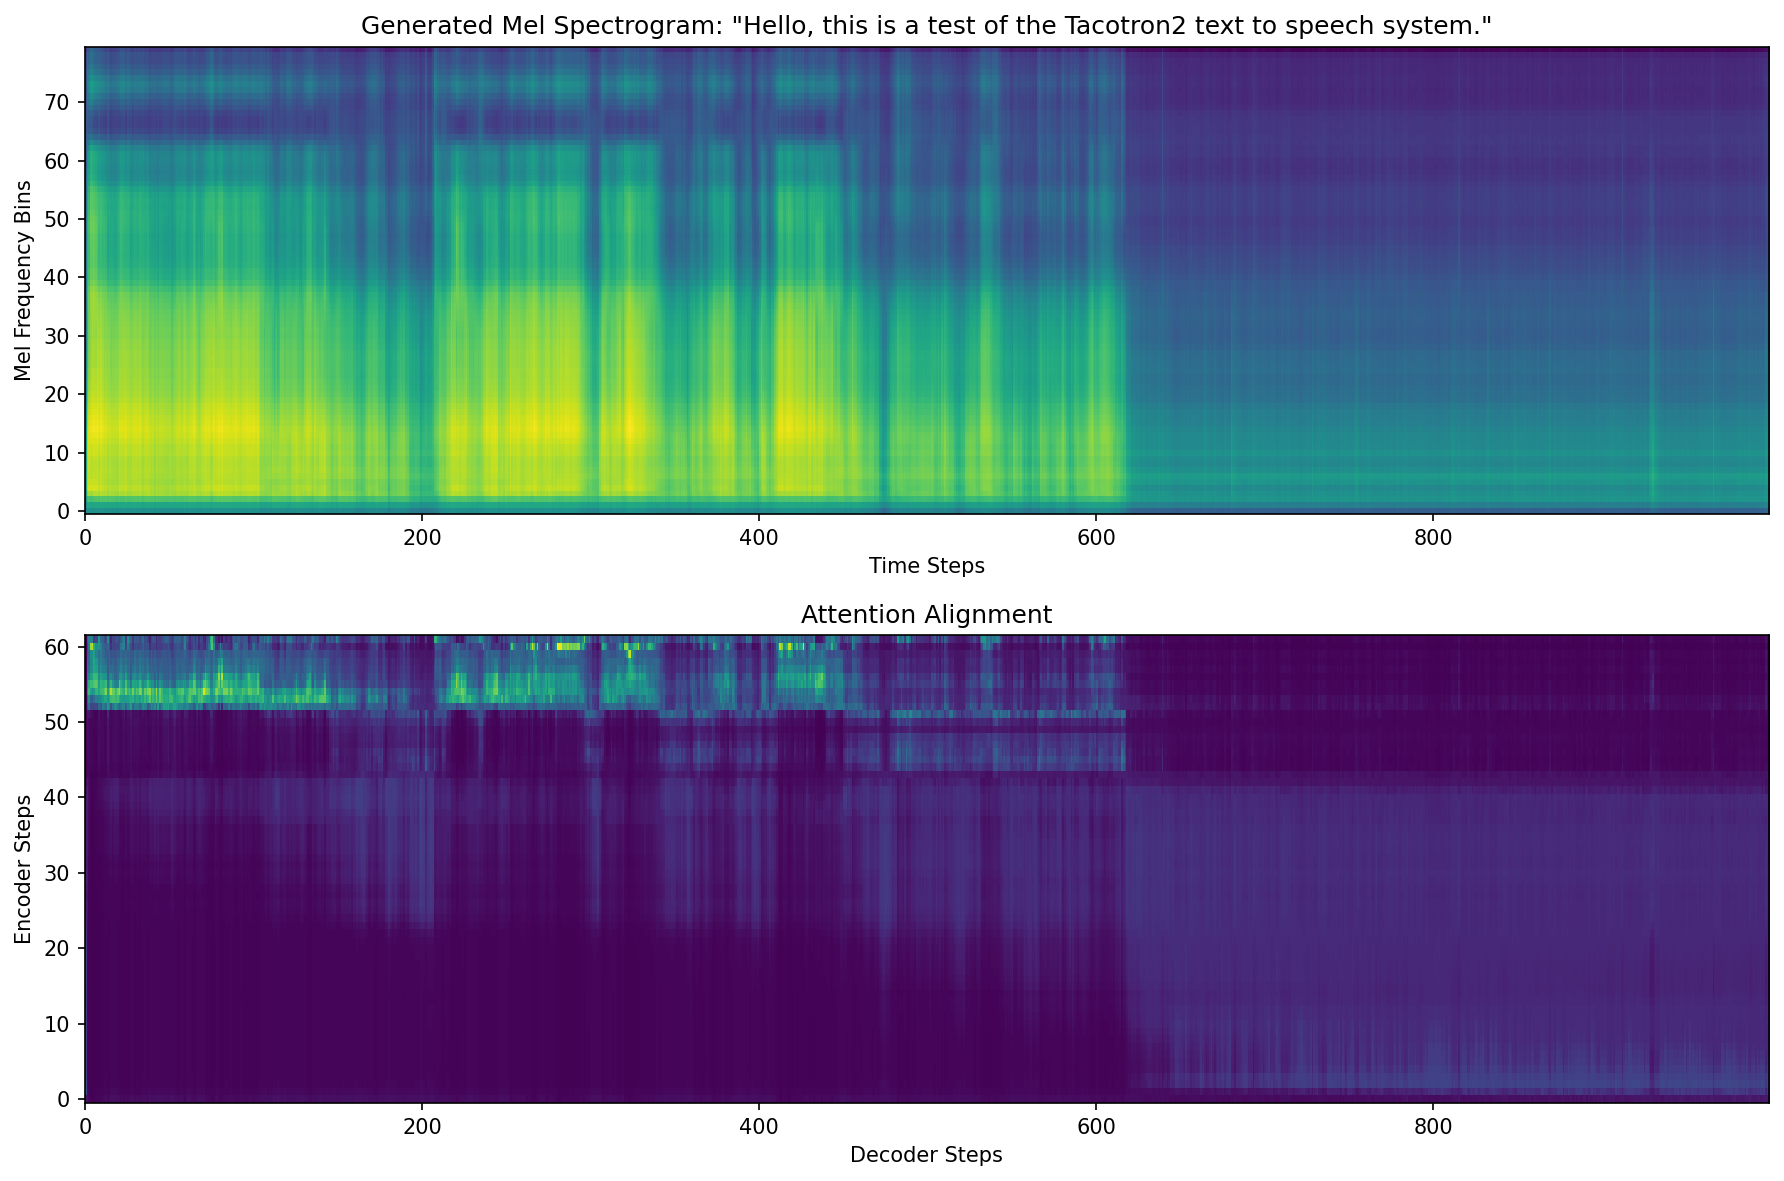 Generated Mel Spectrogram: "Hello, this is a test of the Tacotron2 text to speech system."
Mel Frequency Bins
70
60
50
40
30
20
10
0
0 200 400 600 800
Time Steps
Attention Alignment
Encoder Steps
60
50
40
30
20
10
0
0 200 400 600 800
Decoder Steps